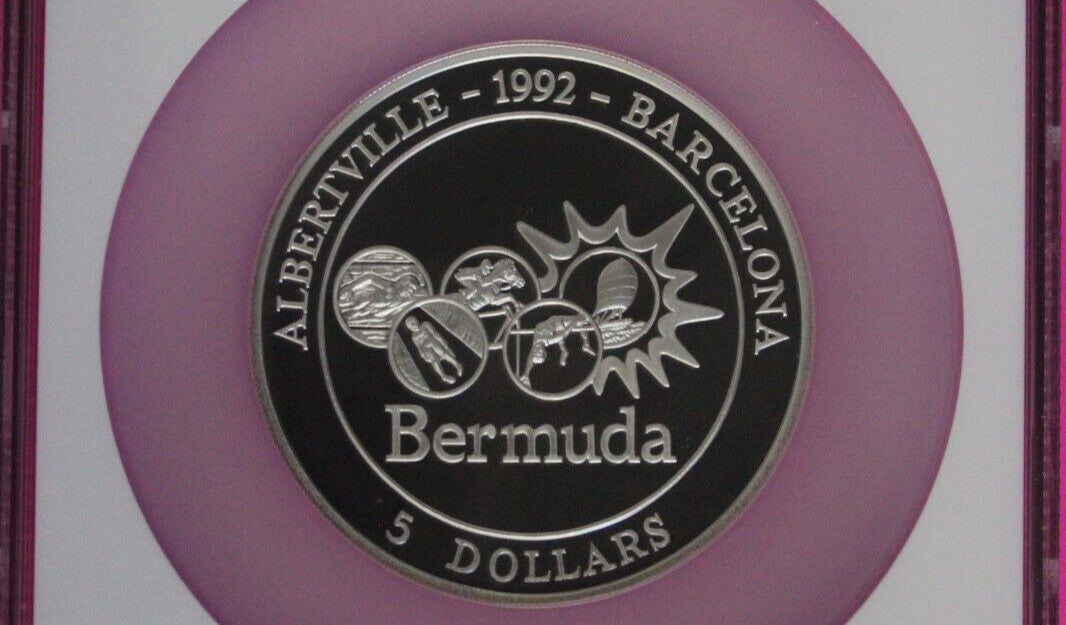 ALBERTVILLE - 1992 - BARCELONA
Bermuda
5 DOLLARS